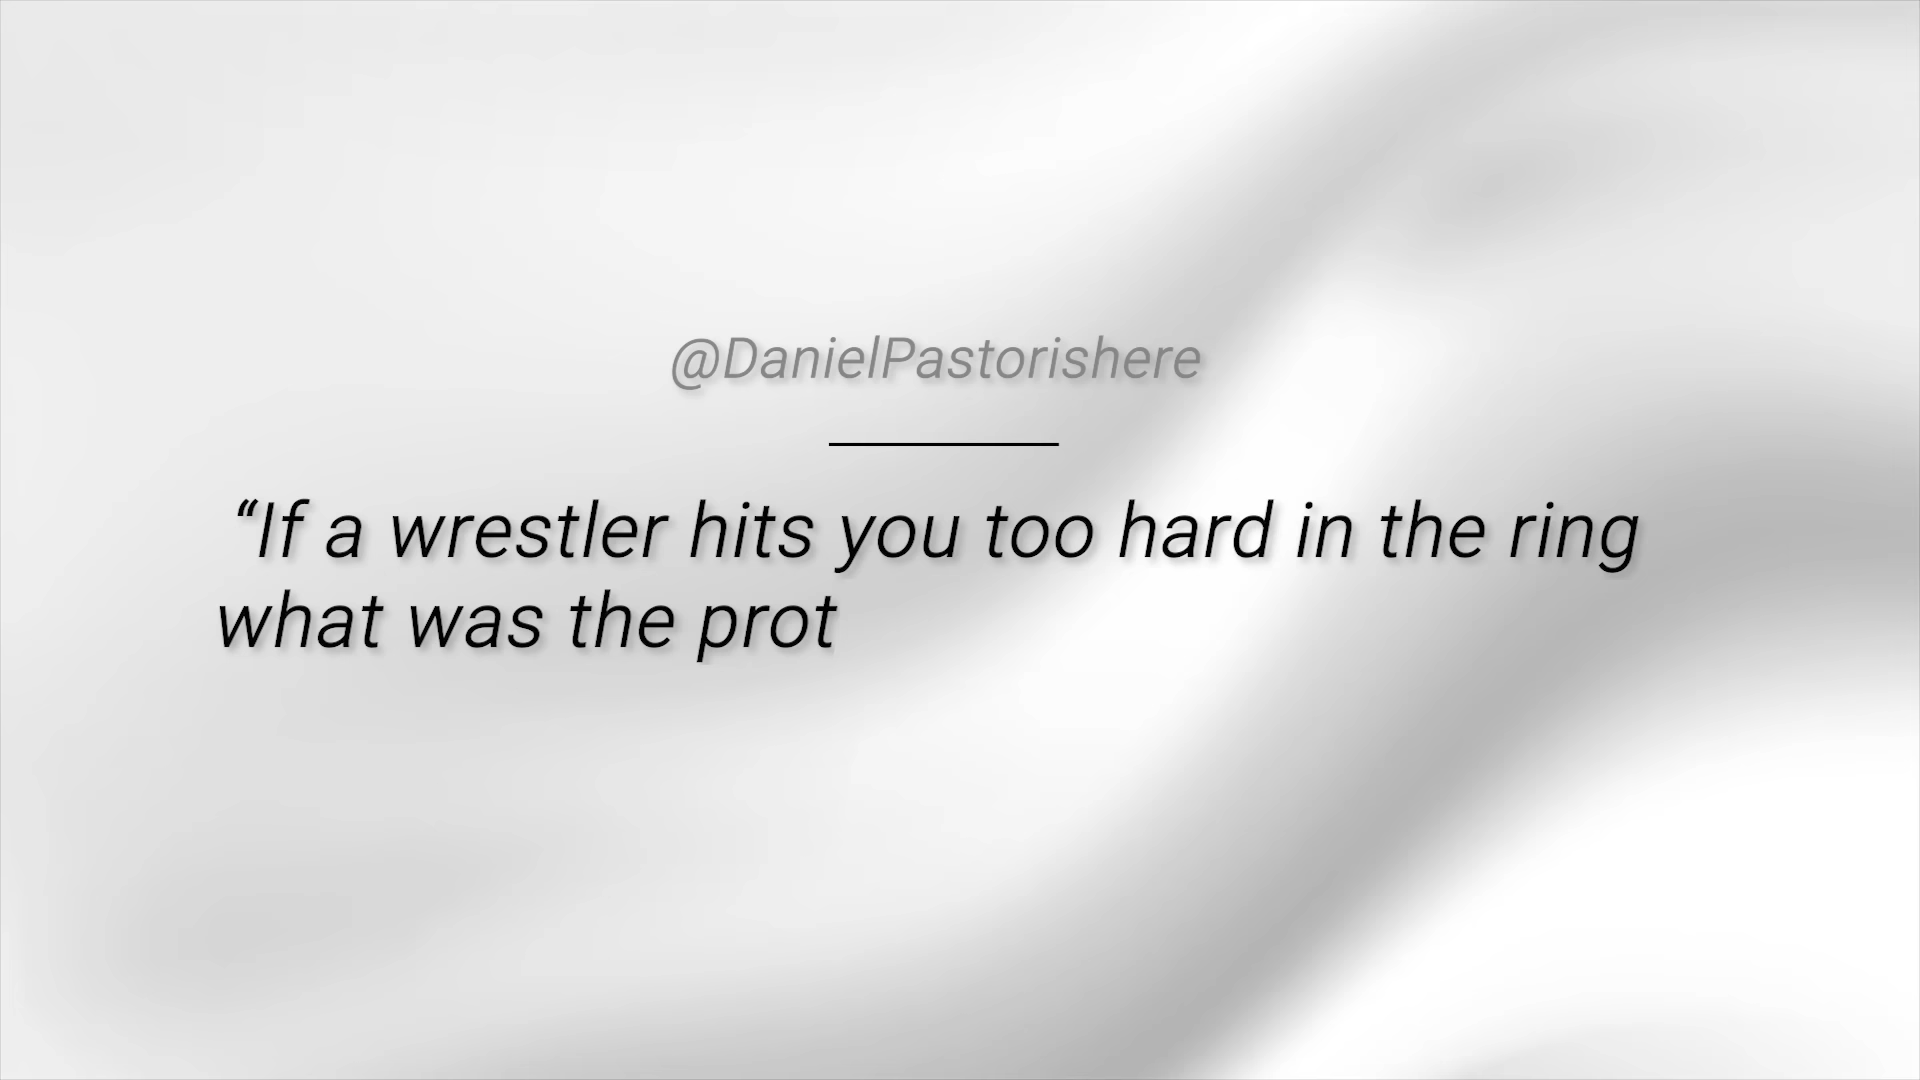 @DanielPastorishere
“If a wrestler hits you too hard in the ring
what was the prot